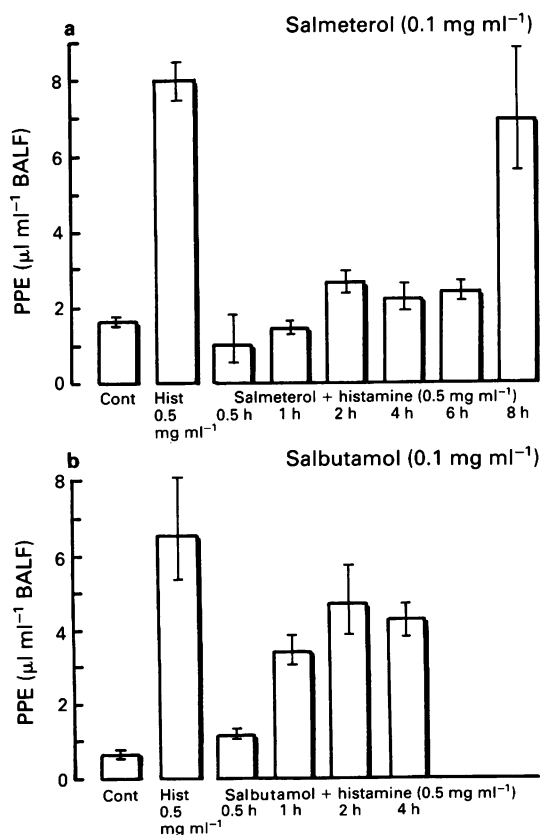 a
Salmeterol (0.1 mg ml⁻¹)
PPE (µl ml⁻¹ BALF)
8
6
4
2
0
Cont
Hist
0.5
mg ml⁻¹
Salmeterol + histamine (0.5 mg ml⁻¹)
0.5 h 1 h 2 h 4 h 6 h 8 h
b
Salbutamol (0.1 mg ml⁻¹)
PPE (µl ml⁻¹ BALF)
8
6
4
2
0
Cont
Hist
0.5
mg ml⁻¹
Salbutamol + histamine (0.5 mg ml⁻¹)
0.5 h 1 h 2 h 4 h